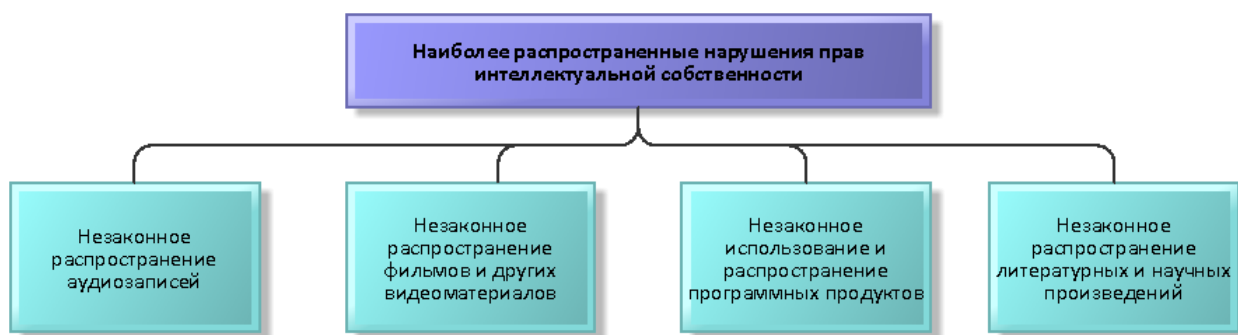 Наиболее распространенные нарушения прав
интеллектуальной собственности
Незаконное
распространение
аудиозаписей
Незаконное
распространение
фильмов и других
видеоматериалов
Незаконное
использование и
распространение
программных продуктов
Незаконное
распространение
литературных и научных
произведений